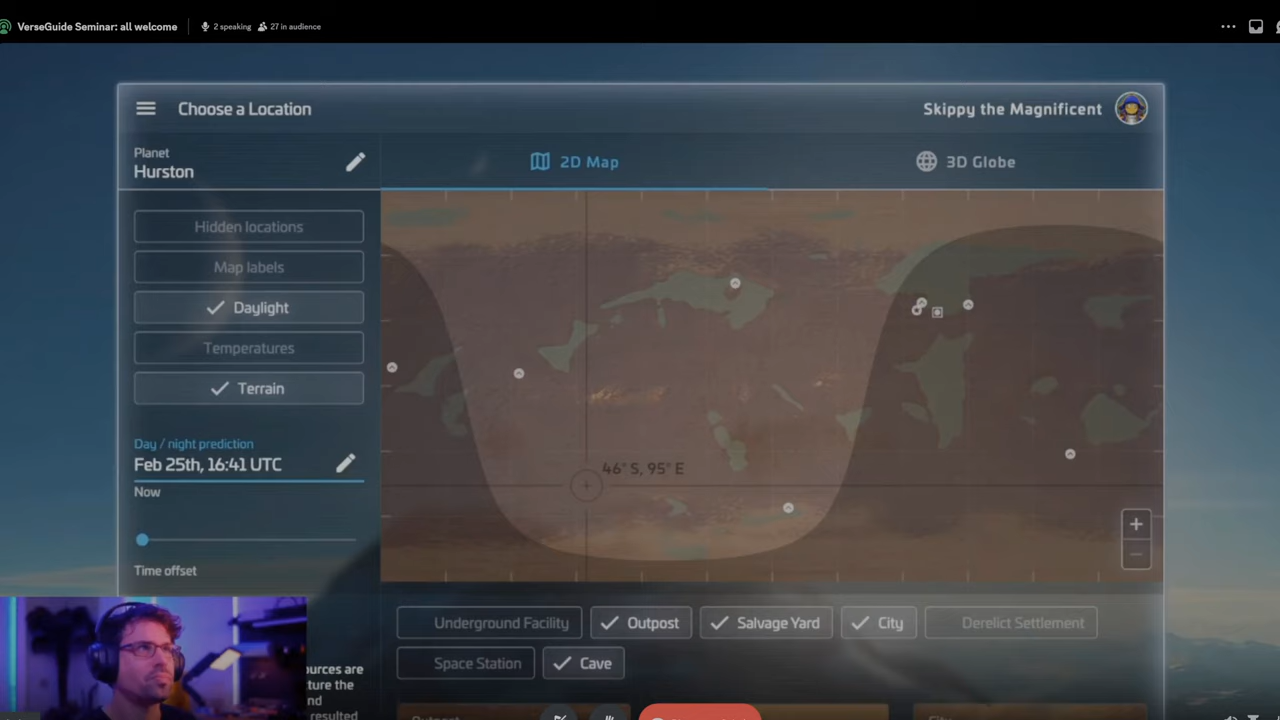 VerseGuide Seminar: all welcome
2 speaking
27 in audience
Choose a Location
Skippy the Magnificent
Planet
Hurston
2D Map
3D Globe
Hidden locations
Map labels
Daylight
Temperatures
Terrain
Day / night prediction
Feb 25th, 16:41 UTC
Now
Time offset
46° S, 95° E
+
−
Underground Facility
Outpost
Salvage Yard
City
Derelict Settlement
Space Station
Cave
ources are
ture the
nd
resulted
Outpost
City